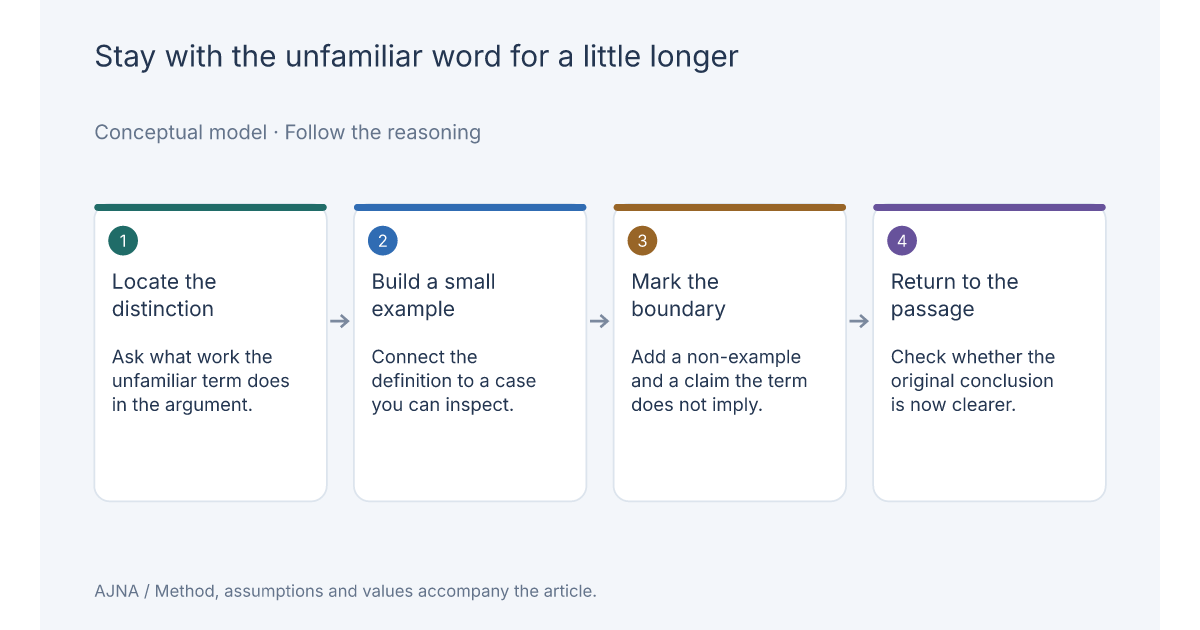 Stay with the unfamiliar word for a little longer
Conceptual model · Follow the reasoning
1
Locate the
distinction
Ask what work the
unfamiliar term does
in the argument.
→
2
Build a small
example
Connect the
definition to a case
you can inspect.
→
3
Mark the
boundary
Add a non-example
and a claim the term
does not imply.
→
4
Return to the
passage
Check whether the
original conclusion
is now clearer.
AJNA / Method, assumptions and values accompany the article.